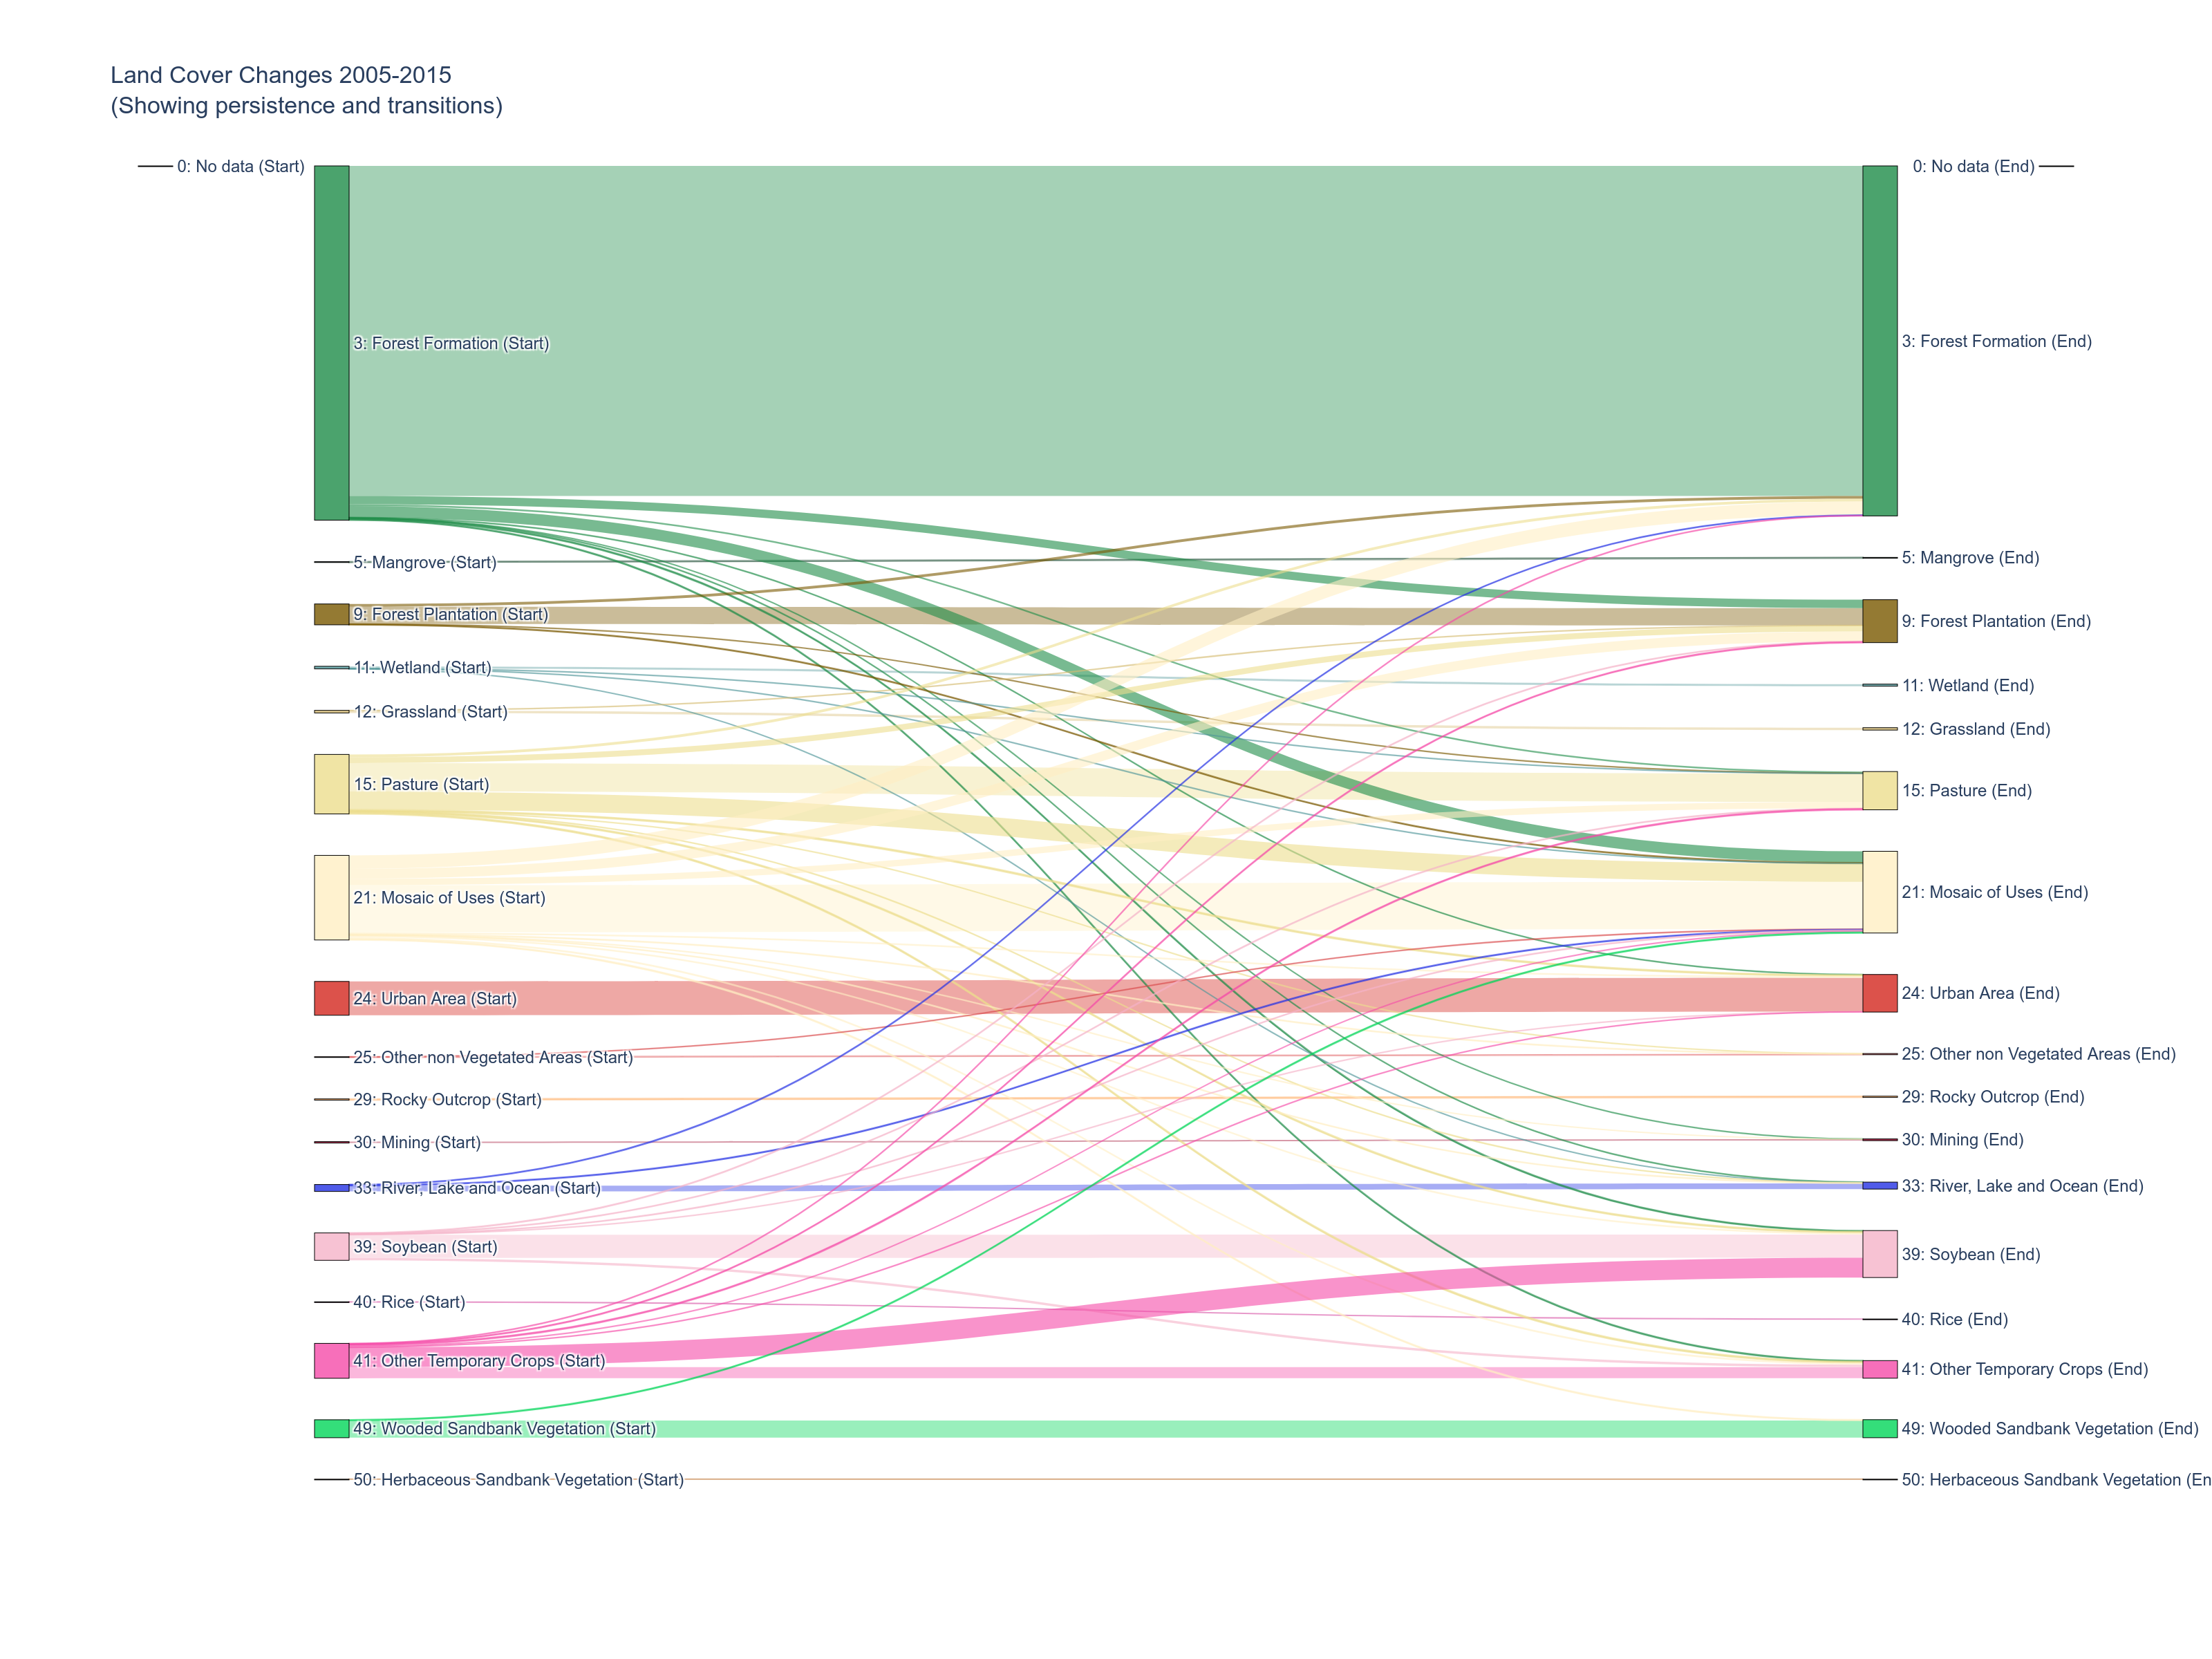 Land Cover Changes 2005-2015
(Showing persistence and transitions)
0: No data (Start)
0: No data (End)
3: Forest Formation (Start)
3: Forest Formation (End)
5: Mangrove (Start)
5: Mangrove (End)
9: Forest Plantation (Start)
9: Forest Plantation (End)
11: Wetland (Start)
11: Wetland (End)
12: Grassland (Start)
12: Grassland (End)
15: Pasture (Start)
15: Pasture (End)
21: Mosaic of Uses (Start)
21: Mosaic of Uses (End)
24: Urban Area (Start)
24: Urban Area (End)
25: Other non Vegetated Areas (Start)
25: Other non Vegetated Areas (End)
29: Rocky Outcrop (Start)
29: Rocky Outcrop (End)
30: Mining (Start)
30: Mining (End)
33: River, Lake and Ocean (Start)
33: River, Lake and Ocean (End)
39: Soybean (Start)
39: Soybean (End)
40: Rice (Start)
40: Rice (End)
41: Other Temporary Crops (Start)
41: Other Temporary Crops (End)
49: Wooded Sandbank Vegetation (Start)
49: Wooded Sandbank Vegetation (End)
50: Herbaceous Sandbank Vegetation (Start)
50: Herbaceous Sandbank Vegetation (En